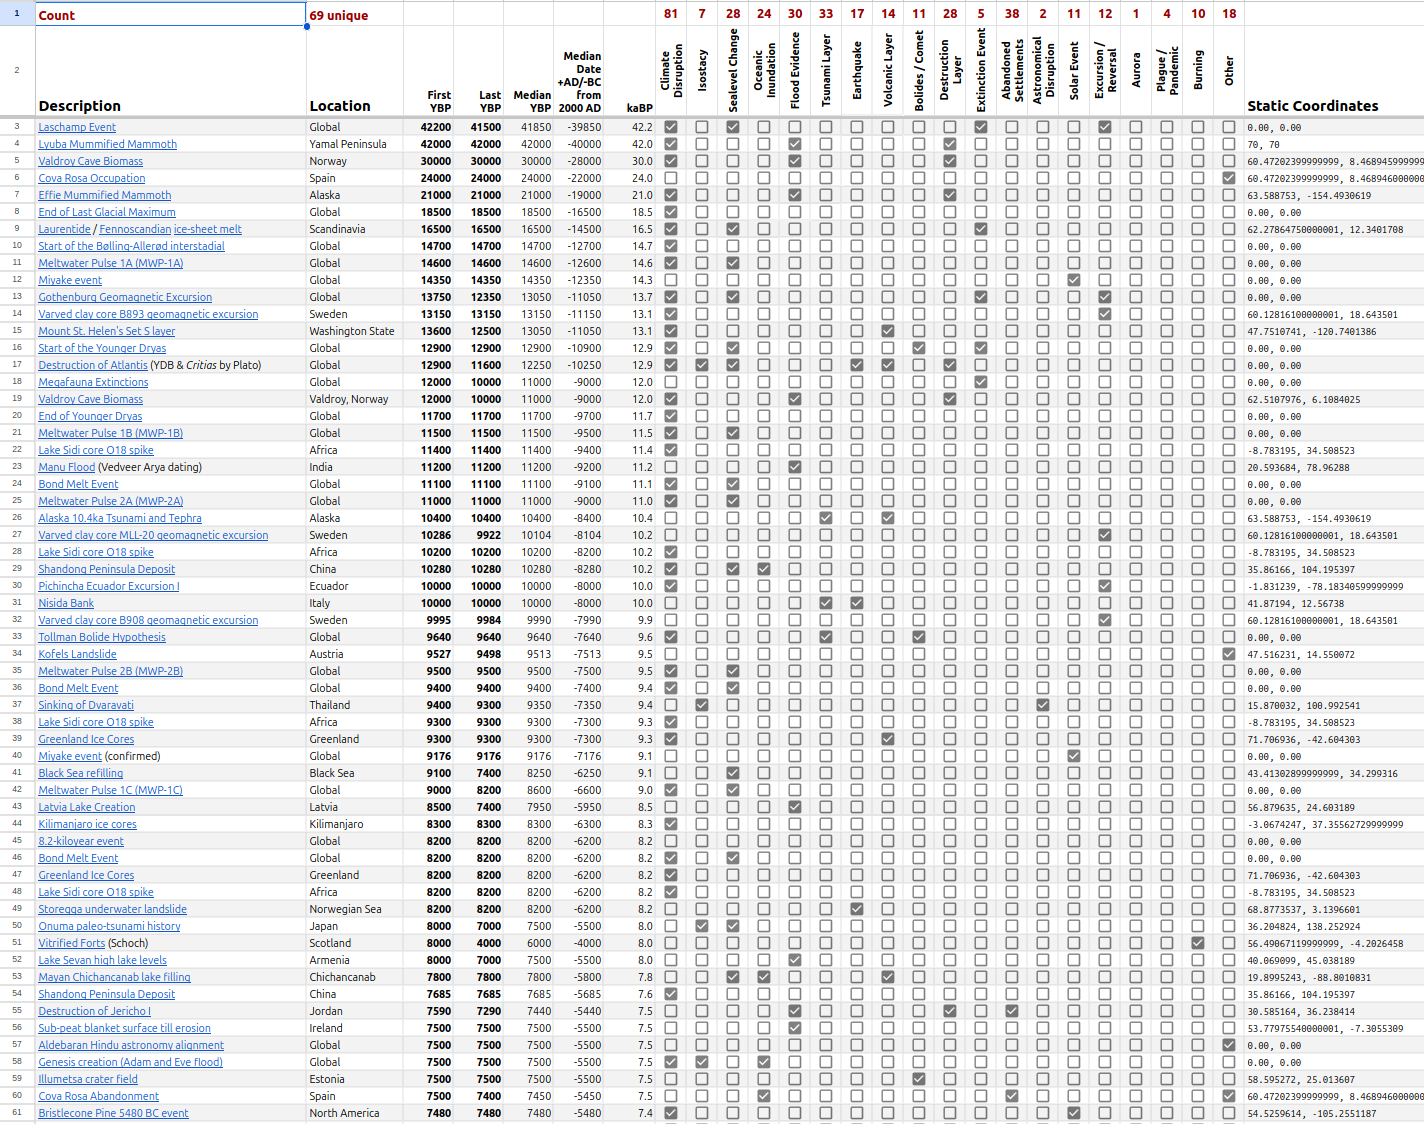 1 Count 69 unique 81 7 28 24 30 33 17 14 11 28 5 38 2 11 12 1 4 10 18
2 Description Location First YBP Last YBP Median YBP Median Date +AD/-BC from 2000 AD kaBP Climate Disruption Isostacy Sealevel Change Oceanic Inundation Flood Evidence Tsunami Layer Earthquake Volcanic Layer Bolides / Comet Destruction Layer Extinction Event Abandoned Settlements Astronomical Disruption Solar Event Excursion / Reversal Aurora Plague / Pandemic Burning Other Static Coordinates
3 Laschamp Event Global 42200 41500 41850 -39850 42.2 0.00, 0.00
4 Lyuba Mummified Mammoth Yamal Peninsula 42000 42000 42000 -40000 42.0 70, 70
5 Valdroy Cave Biomass Norway 30000 30000 30000 -28000 30.0 60.47202399999999, 8.468945999999
6 Cova Rosa Occupation Spain 24000 24000 24000 -22000 24.0 60.47202399999999, 8.468946000000
7 Effie Mummified Mammoth Alaska 21000 21000 21000 -19000 21.0 63.588753, -154.4930619
8 End of Last Glacial Maximum Global 18500 18500 18500 -16500 18.5 0.00, 0.00
9 Laurentide / Fennoscandian ice-sheet melt Scandinavia 16500 16500 16500 -14500 16.5 62.27864750000001, 12.3401708
10 Start of the Bølling-Allerød interstadial Global 14700 14700 14700 -12700 14.7 0.00, 0.00
11 Meltwater Pulse 1A (MWP-1A) Global 14600 14600 14600 -12600 14.6 0.00, 0.00
12 Miyake event Global 14350 14350 14350 -12350 14.3 0.00, 0.00
13 Gothenburg Geomagnetic Excursion Global 13750 12350 13050 -11050 13.7 0.00, 0.00
14 Varved clay core B893 geomagnetic excursion Sweden 13150 13150 13150 -11150 13.1 60.12816100000001, 18.643501
15 Mount St. Helen's Set S layer Washington State 13600 12500 13050 -11050 13.1 47.7510741, -120.7401386
16 Start of the Younger Dryas Global 12900 12900 12900 -10900 12.9 0.00, 0.00
17 Destruction of Atlantis (YDB & Critias by Plato) Global 12900 11600 12250 -10250 12.9 0.00, 0.00
18 Megafauna Extinctions Global 12000 10000 11000 -9000 12.0 0.00, 0.00
19 Valdroy Cave Biomass Valdroy, Norway 12000 10000 11000 -9000 12.0 62.5107976, 6.1084025
20 End of Younger Dryas Global 11700 11700 11700 -9700 11.7 0.00, 0.00
21 Meltwater Pulse 1B (MWP-1B) Global 11500 11500 11500 -9500 11.5 0.00, 0.00
22 Lake Sidi core O18 spike Africa 11400 11400 11400 -9400 11.4 -8.783195, 34.508523
23 Manu Flood (Vedveer Arya dating) India 11200 11200 11200 -9200 11.2 20.593684, 78.96288
24 Bond Melt Event Global 11100 11100 11100 -9100 11.1 0.00, 0.00
25 Meltwater Pulse 2A (MWP-2A) Global 11000 11000 11000 -9000 11.0 0.00, 0.00
26 Alaska 10.4ka Tsunami and Tephra Alaska 10400 10400 10400 -8400 10.4 63.588753, -154.4930619
27 Varved clay core MLL-20 geomagnetic excursion Sweden 10286 9922 10104 -8104 10.2 60.12816100000001, 18.643501
28 Lake Sidi core O18 spike Africa 10200 10200 10200 -8200 10.2 -8.783195, 34.508523
29 Shandong Peninsula Deposit China 10280 10280 10280 -8280 10.2 35.86166, 104.195397
30 Pichincha Ecuador Excursion I Ecuador 10000 10000 10000 -8000 10.0 -1.831239, -78.18340599999999
31 Nisida Bank Italy 10000 10000 10000 -8000 10.0 41.87194, 12.56738
32 Varved clay core B908 geomagnetic excursion Sweden 9995 9984 9990 -7990 9.9 60.12816100000001, 18.643501
33 Tollman Bolide Hypothesis Global 9640 9640 9640 -7640 9.6 0.00, 0.00
34 Kofels Landslide Austria 9527 9498 9513 -7513 9.5 47.516231, 14.550072
35 Meltwater Pulse 2B (MWP-2B) Global 9500 9500 9500 -7500 9.5 0.00, 0.00
36 Bond Melt Event Global 9400 9400 9400 -7400 9.4 0.00, 0.00
37 Sinking of Dvaravati Thailand 9400 9300 9350 -7350 9.4 15.870032, 100.992541
38 Lake Sidi core O18 spike Africa 9300 9300 9300 -7300 9.3 -8.783195, 34.508523
39 Greenland Ice Cores Greenland 9300 9300 9300 -7300 9.3 71.706936, -42.604303
40 Miyake event (confirmed) Global 9176 9176 9176 -7176 9.1 0.00, 0.00
41 Black Sea refilling Black Sea 9100 7400 8250 -6250 9.1 43.41302899999999, 34.299316
42 Meltwater Pulse 1C (MWP-1C) Global 9000 8200 8600 -6600 9.0 0.00, 0.00
43 Latvia Lake Creation Latvia 8500 7400 7950 -5950 8.5 56.879635, 24.603189
44 Kilimanjaro ice cores Kilimanjaro 8300 8300 8300 -6300 8.3 -3.0674247, 37.35562729999999
45 8.2-kiloyear event Global 8200 8200 8200 -6200 8.2 0.00, 0.00
46 Bond Melt Event Global 8200 8200 8200 -6200 8.2 0.00, 0.00
47 Greenland Ice Cores Greenland 8200 8200 8200 -6200 8.2 71.706936, -42.604303
48 Lake Sidi core O18 spike Africa 8200 8200 8200 -6200 8.2 -8.783195, 34.508523
49 Storegga underwater landslide Norwegian Sea 8200 8200 8200 -6200 8.2 68.8773537, 3.1396601
50 Onuma paleo-tsunami history Japan 8000 7000 7500 -5500 8.0 36.204824, 138.252924
51 Vitrified Forts (Schoch) Scotland 8000 4000 6000 -4000 8.0 56.49067119999999, -4.2026458
52 Lake Sevan high lake levels Armenia 8000 7000 7500 -5500 8.0 40.069099, 45.038189
53 Mayan Chichancanab lake filling Chichancanab 7800 7800 7800 -5800 7.8 19.8995243, -88.8010831
54 Shandong Peninsula Deposit China 7685 7685 7685 -5685 7.6 35.86166, 104.195397
55 Destruction of Jericho I Jordan 7590 7290 7440 -5440 7.5 30.585164, 36.238414
56 Sub-peat blanket surface till erosion Ireland 7500 7500 7500 -5500 7.5 53.77975540000001, -7.3055309
57 Aldebaran Hindu astronomy alignment Global 7500 7500 7500 -5500 7.5 0.00, 0.00
58 Genesis creation (Adam and Eve flood) Global 7500 7500 7500 -5500 7.5 0.00, 0.00
59 Illumetsa crater field Estonia 7500 7500 7500 -5500 7.5 58.595272, 25.013607
60 Cova Rosa Abandonment Spain 7500 7400 7450 -5450 7.5 60.47202399999999, 8.468946000000
61 Bristlecone Pine 5480 BC event North America 7480 7480 7480 -5480 7.4 54.5259614, -105.2551187